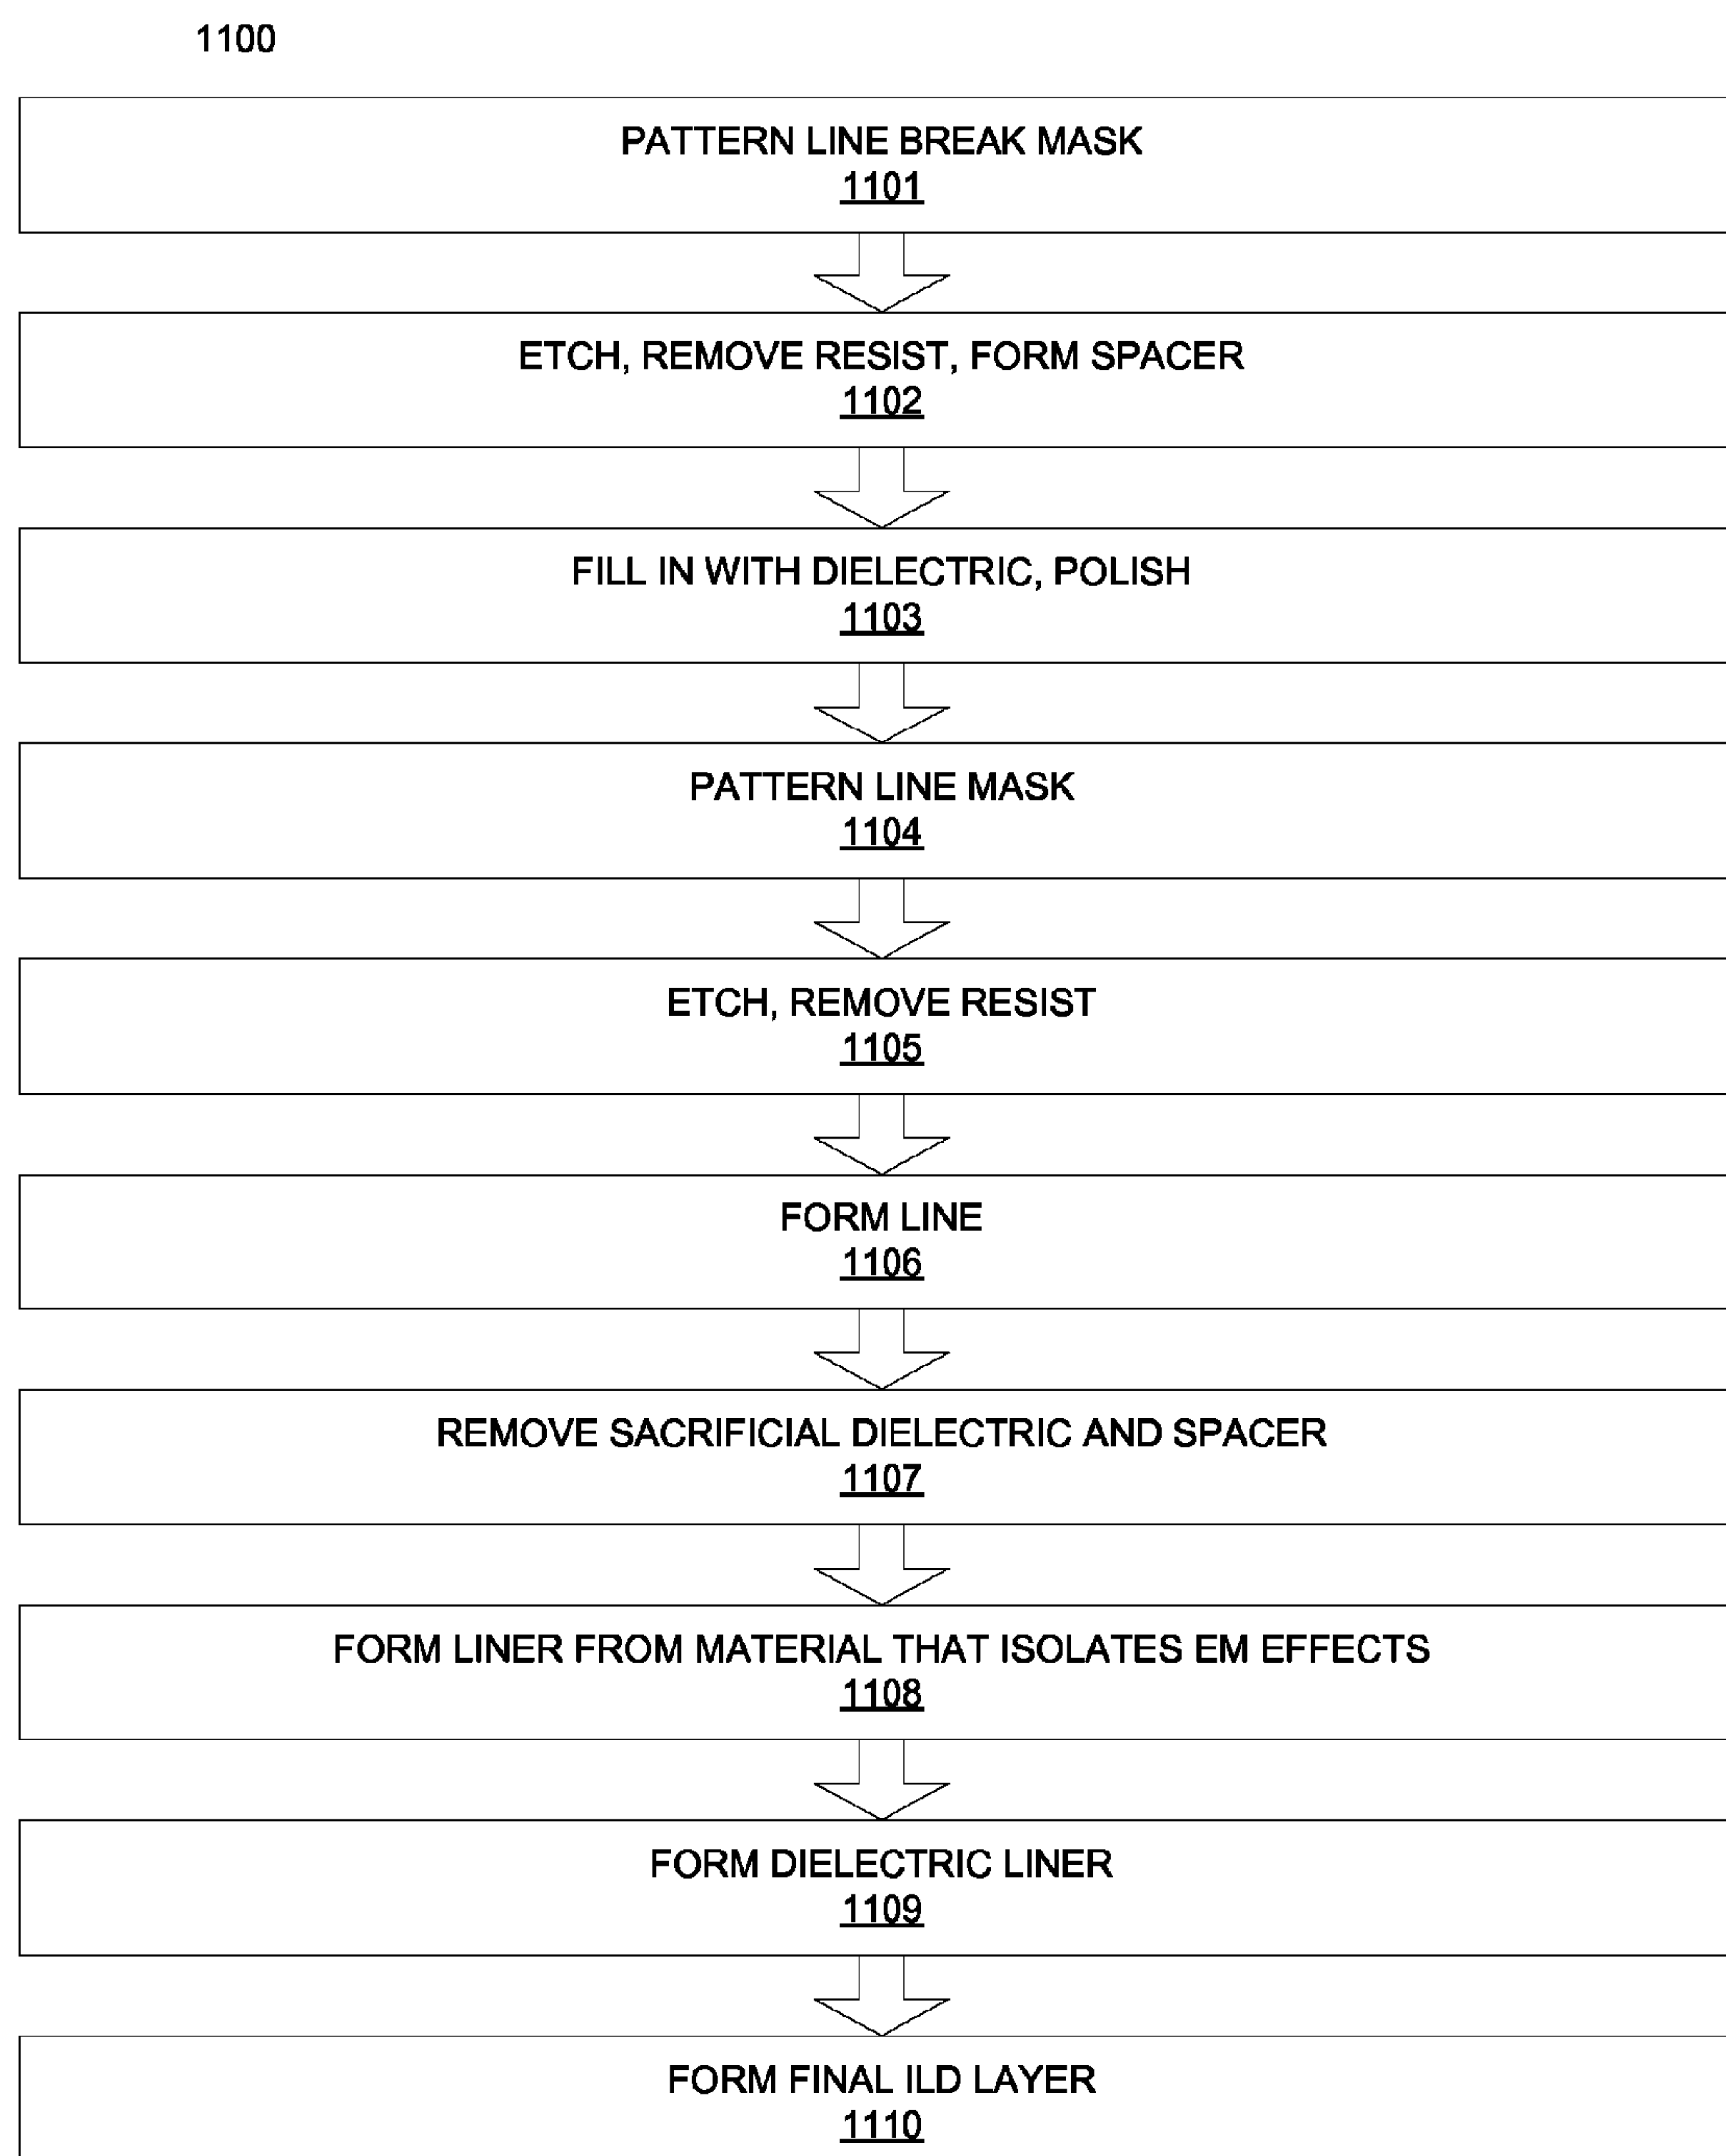 1100
PATTERN LINE BREAK MASK
1101
ETCH, REMOVE RESIST, FORM SPACER
1102
FILL IN WITH DIELECTRIC, POLISH
1103
PATTERN LINE MASK
1104
ETCH, REMOVE RESIST
1105
FORM LINE
1106
REMOVE SACRIFICIAL DIELECTRIC AND SPACER
1107
FORM LINER FROM MATERIAL THAT ISOLATES EM EFFECTS
1108
FORM DIELECTRIC LINER
1109
FORM FINAL ILD LAYER
1110